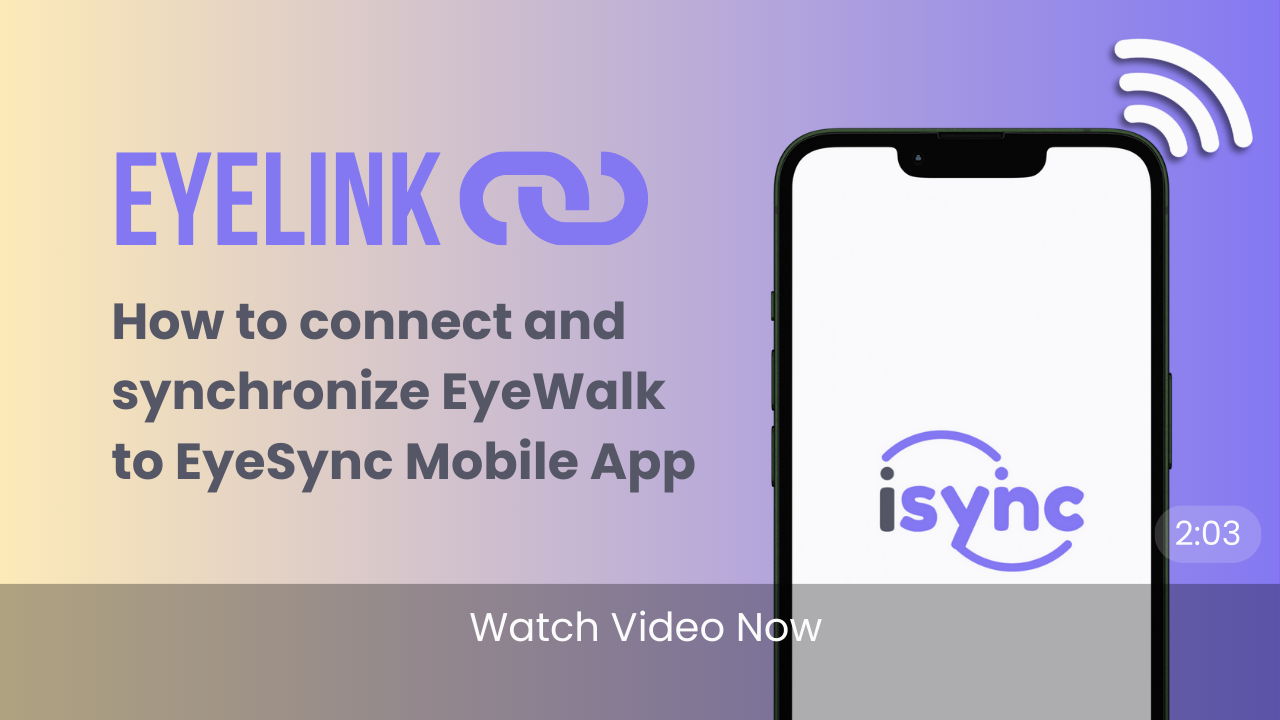 EYELINK
How to connect and
synchronize EyeWalk
to EyeSync Mobile App
isync
2:03
Watch Video Now